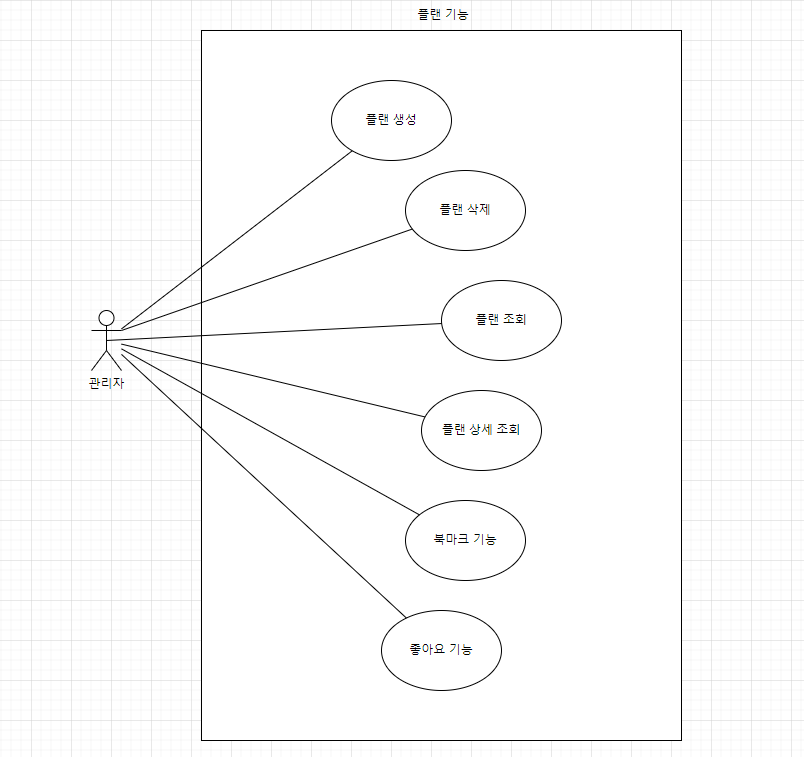 플랜 기능
플랜 생성
플랜 삭제
플랜 조회
관리자
플랜 상세 조회
북마크 기능
좋아요 기능